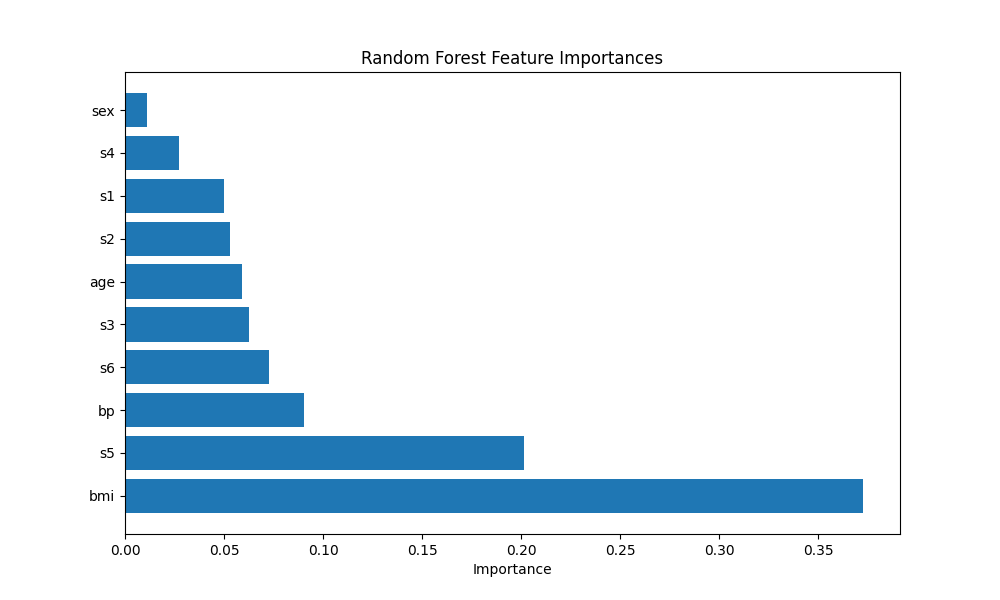 Random Forest Feature Importances
sex
s4
s1
s2
age
s3
s6
bp
s5
bmi
0.00 0.05 0.10 0.15 0.20 0.25 0.30 0.35
Importance